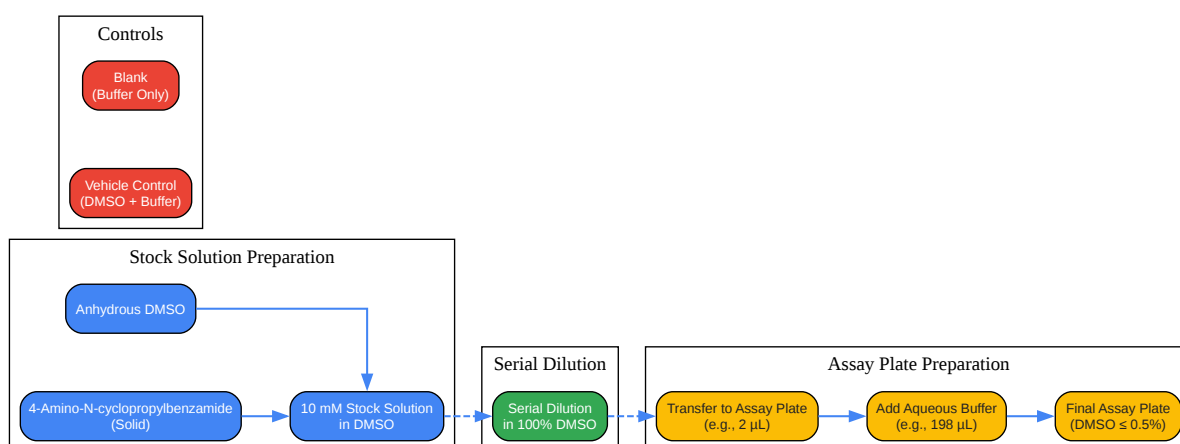 Controls
Blank
(Buffer Only)
Vehicle Control
(DMSO + Buffer)
Stock Solution Preparation
Anhydrous DMSO
4-Amino-N-cyclopropylbenzamide
(Solid)
10 mM Stock Solution
in DMSO
Serial Dilution
Serial Dilution
in 100% DMSO
Assay Plate Preparation
Transfer to Assay Plate
(e.g., 2 µL)
Add Aqueous Buffer
(e.g., 198 µL)
Final Assay Plate
(DMSO ≤ 0.5%)